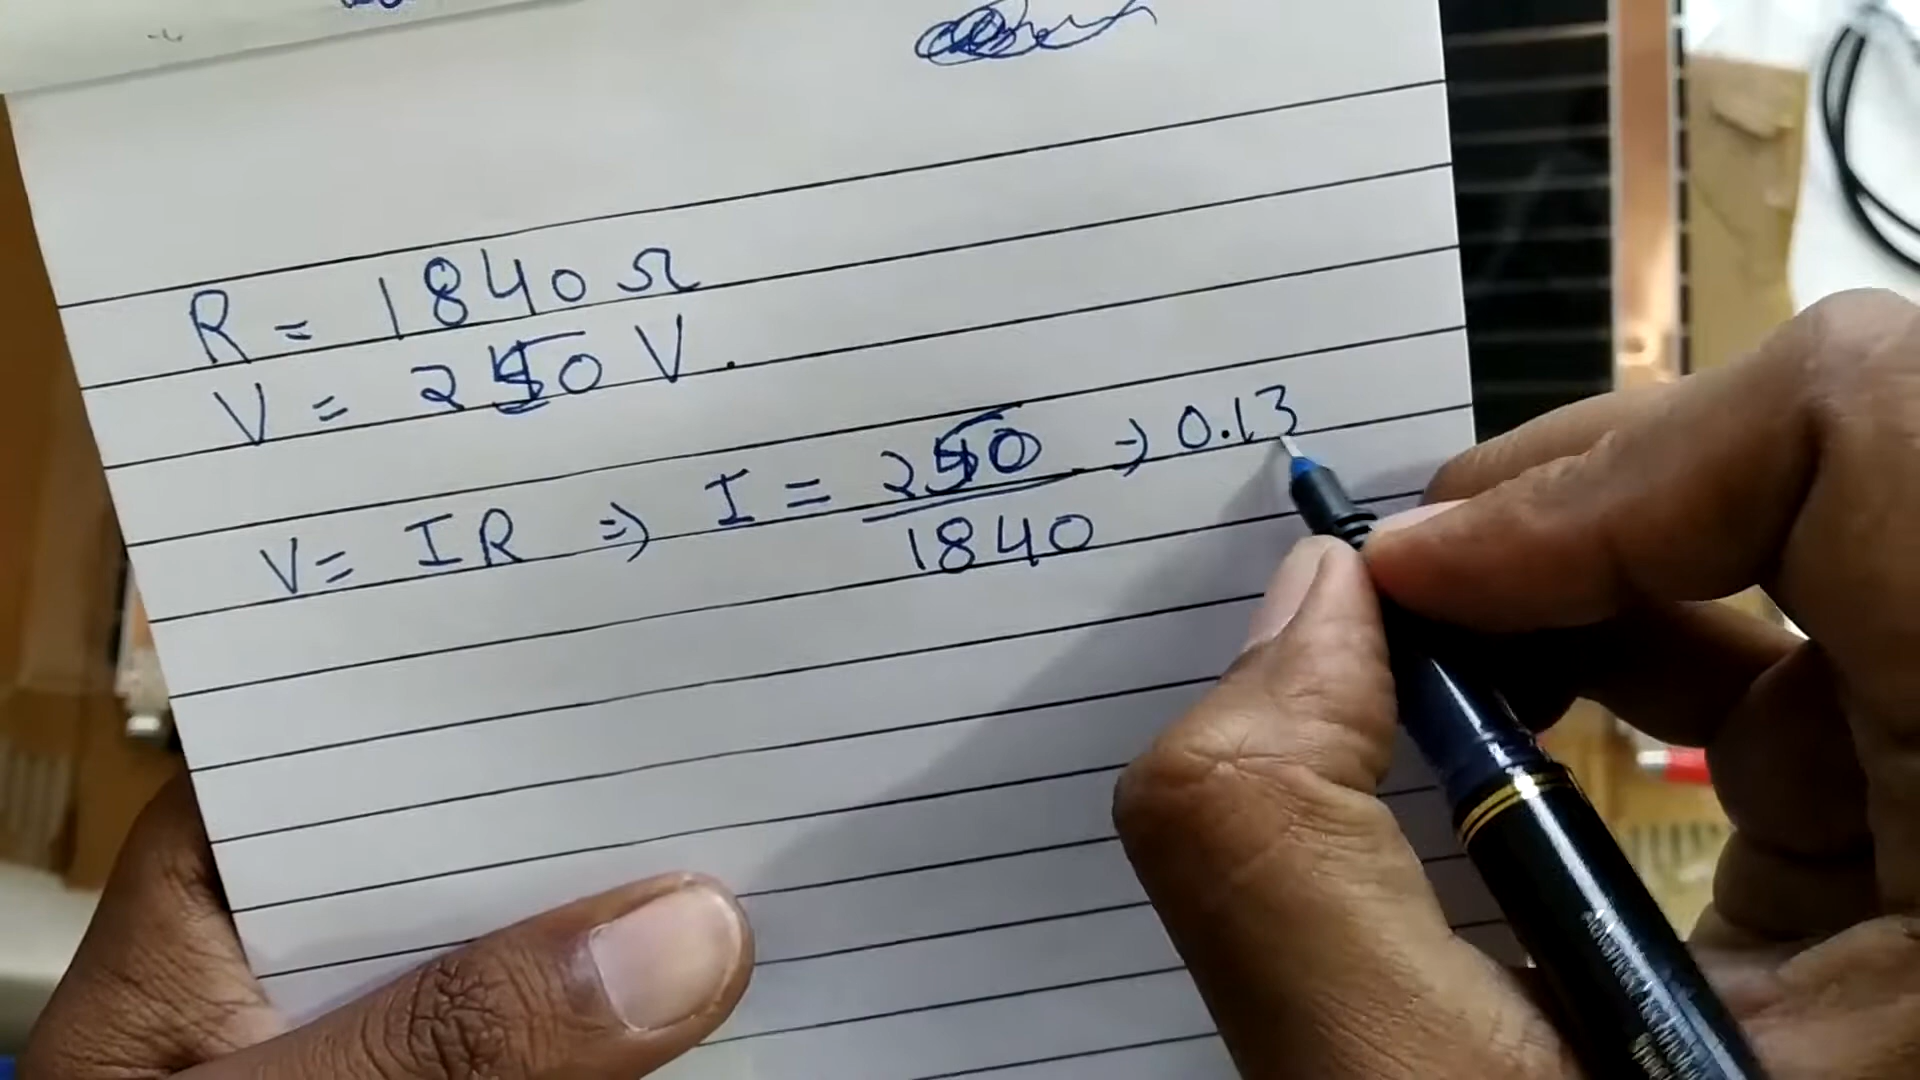 R = 1840 Ω
V = 250 V.
V = IR ⇒ I = 250 / 1840 ⇒ 0.13